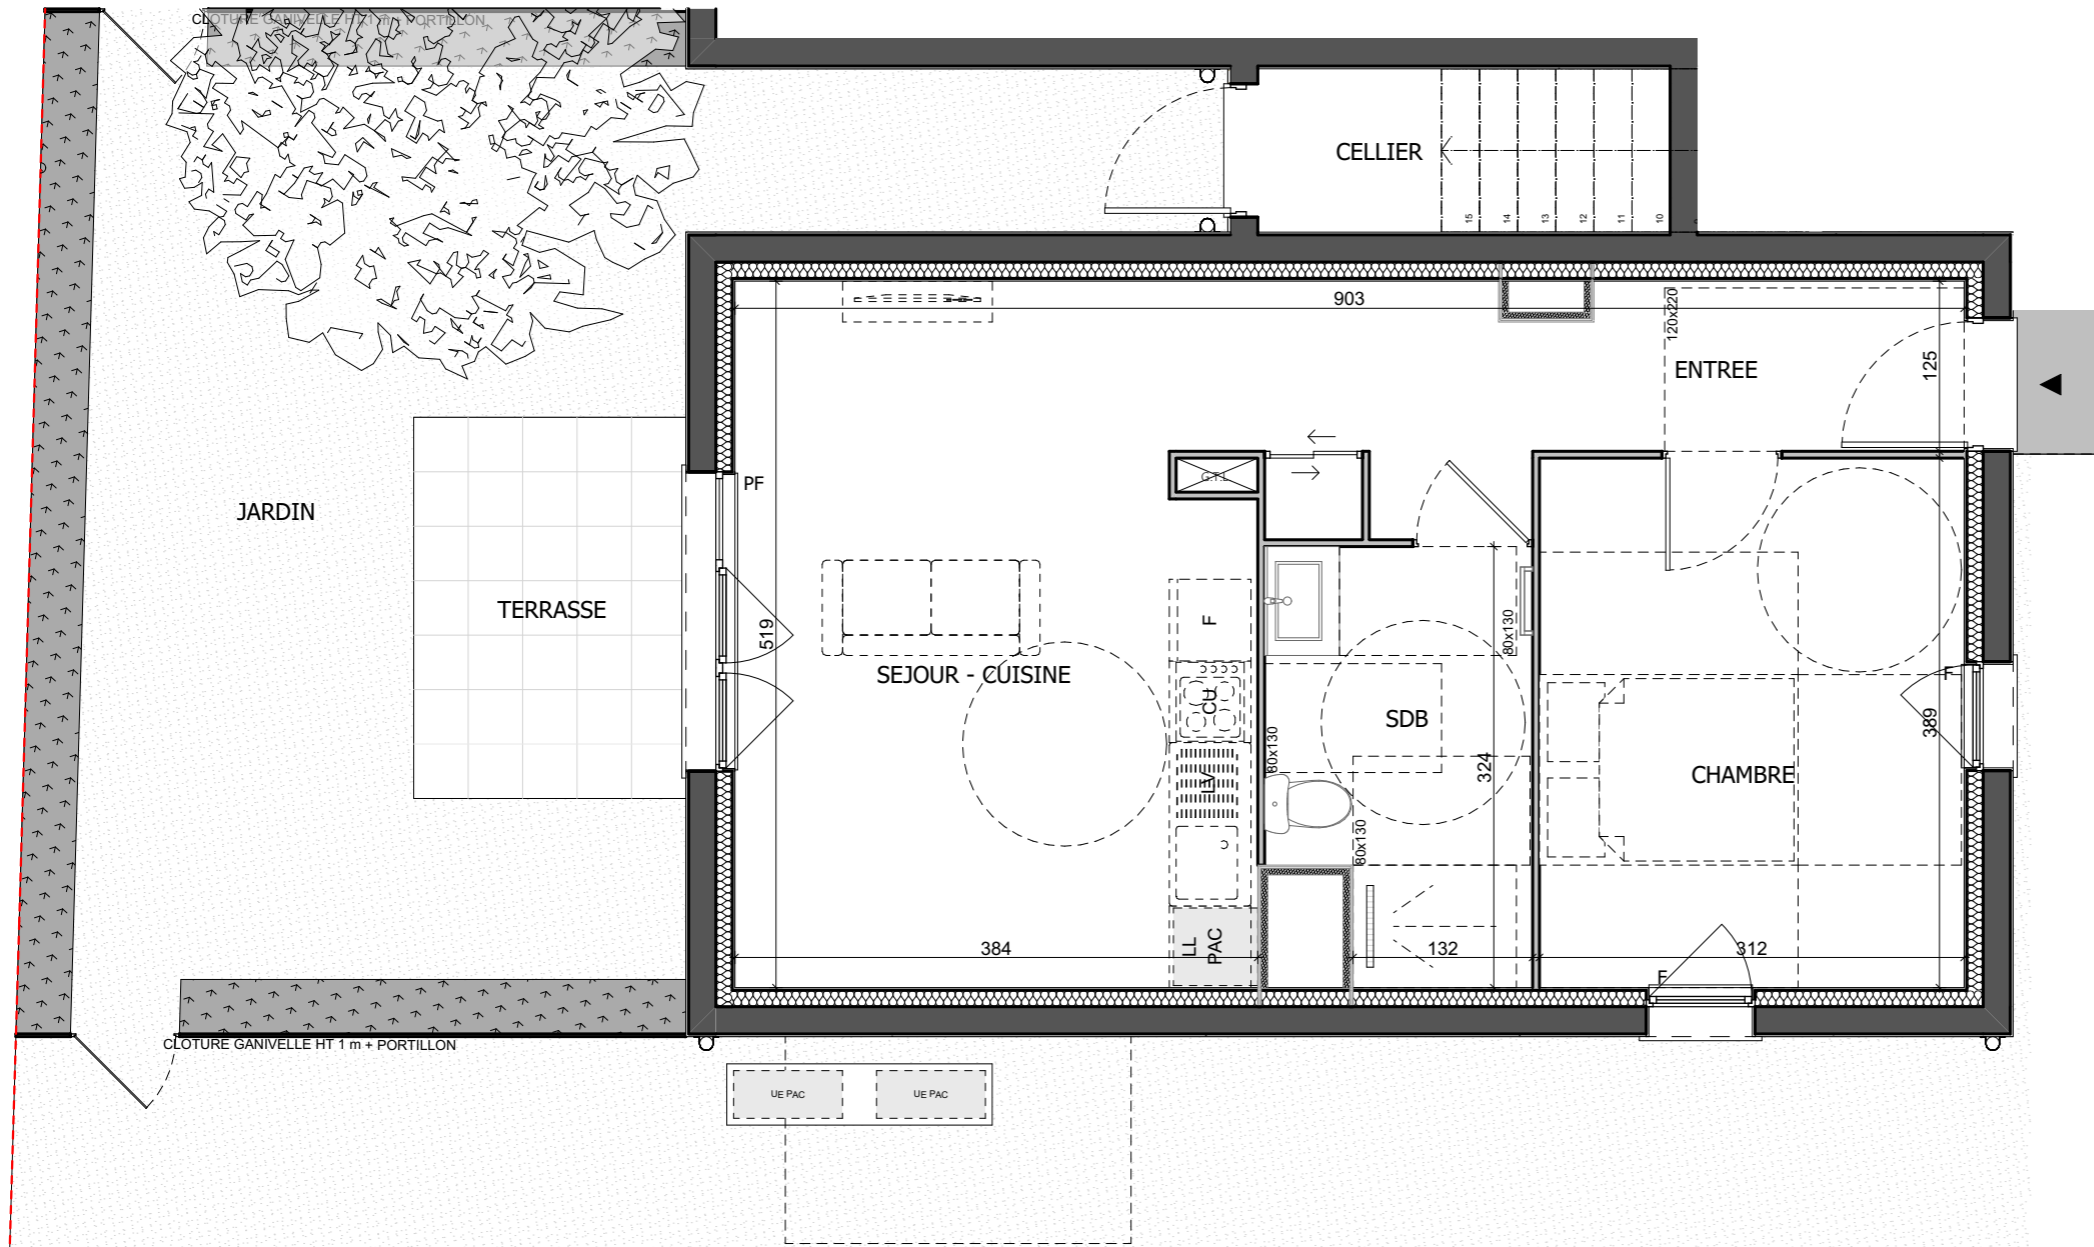 CLOTURE GANIVELLE HT 1 m + PORTILLON
CELLIER
15
14
13
12
11
10
903
120x220
ENTREE
125
G.T.L
PF
JARDIN
TERRASSE
519
SEJOUR - CUISINE
F
CU
LV
LL
PAC
80x130
80x130
80x130
SDB
324
F
389
CHAMBRE
384
132
312
F
CLOTURE GANIVELLE HT 1 m + PORTILLON
UE PAC
UE PAC